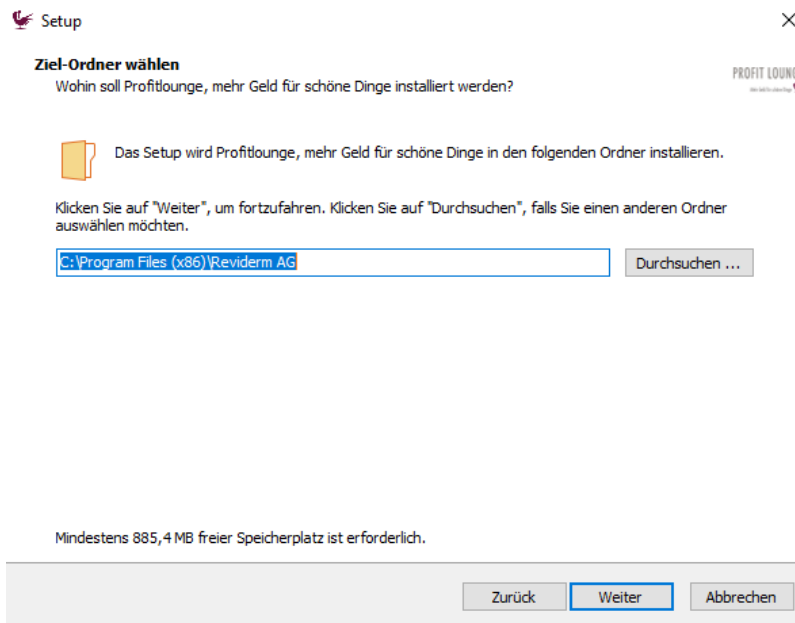 Setup
Ziel-Ordner wählen
Wohin soll Profitlounge, mehr Geld für schöne Dinge installiert werden?
PROFIT LOUNG
Das Setup wird Profitlounge, mehr Geld für schöne Dinge in den folgenden Ordner installieren.
Klicken Sie auf "Weiter", um fortzufahren. Klicken Sie auf "Durchsuchen", falls Sie einen anderen Ordner
auswählen möchten.
C:\Program Files (x86)\Reviderm AG
Durchsuchen ...
Mindestens 885,4 MB freier Speicherplatz ist erforderlich.
Zurück
Weiter
Abbrechen